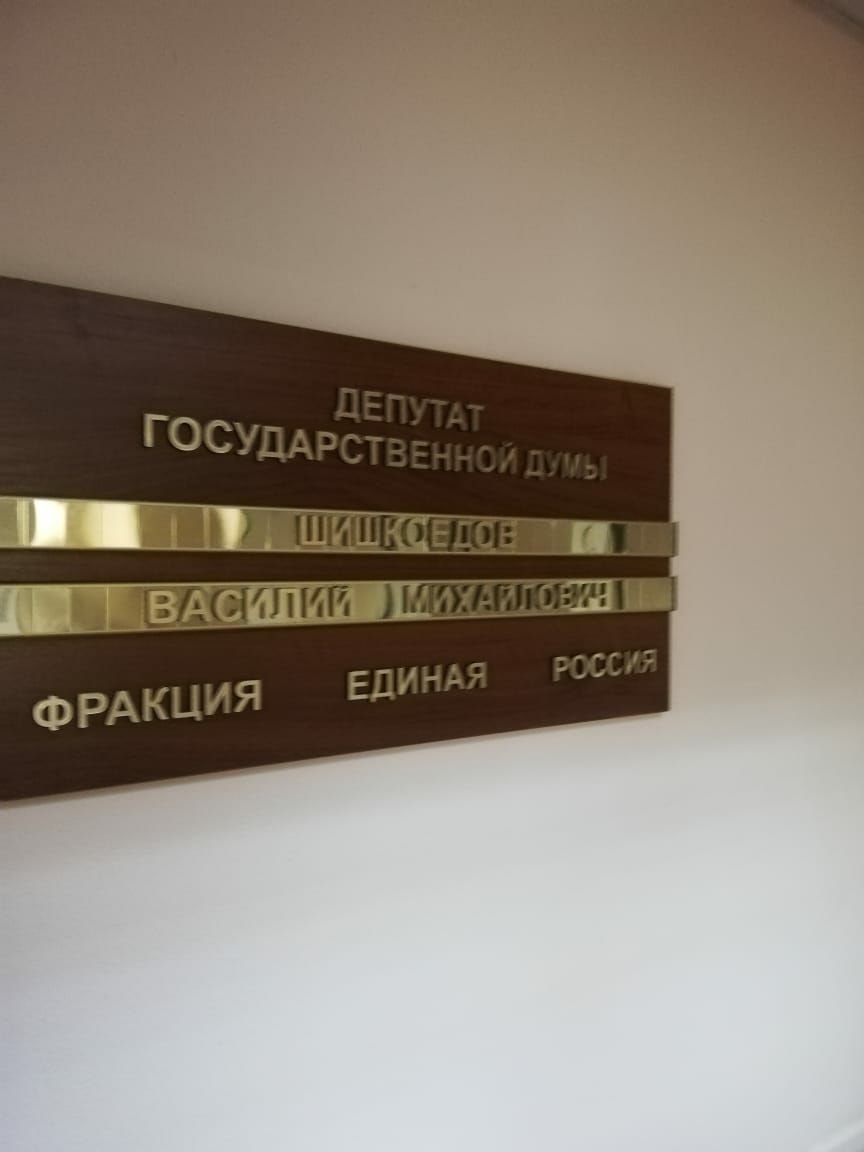 ДЕПУТАТ
ГОСУДАРСТВЕННОЙ ДУМЫ
ШИШКОЕДОВ
ВАСИЛИЙ МИХАЙЛОВИЧ
ФРАКЦИЯ ЕДИНАЯ РОССИЯ